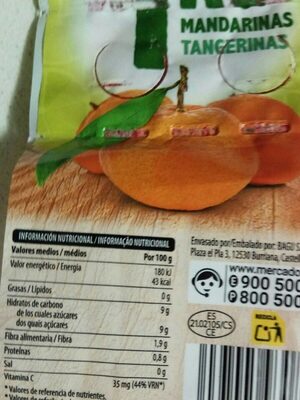 MANDARINAS
TANGERINAS
INFORMACIÓN NUTRICIONAL / INFORMAÇÃO NUTRICIONAL
Valores medios / médios Por 100 g
Valor energético / Energia 180 kJ
43 kcal
Grasas / Lípidos 0 g
Hidratos de carbono 9 g
de los cuales azúcares
dos quais açúcares 9 g
Fibra alimentaria / Fibra 1,9 g
Proteínas 0,8 g
Sal 0 g
Vitamina C 35 mg (44% VRN*)
* Valores de referencia de nutrientes.
Envasado por/Embalado por: BAGU S
Plaza el Pla 3, 12530 Burriana, Castel
www.mercado
900 500
800 500
ES
21.02105/CS
CE
RECICLA